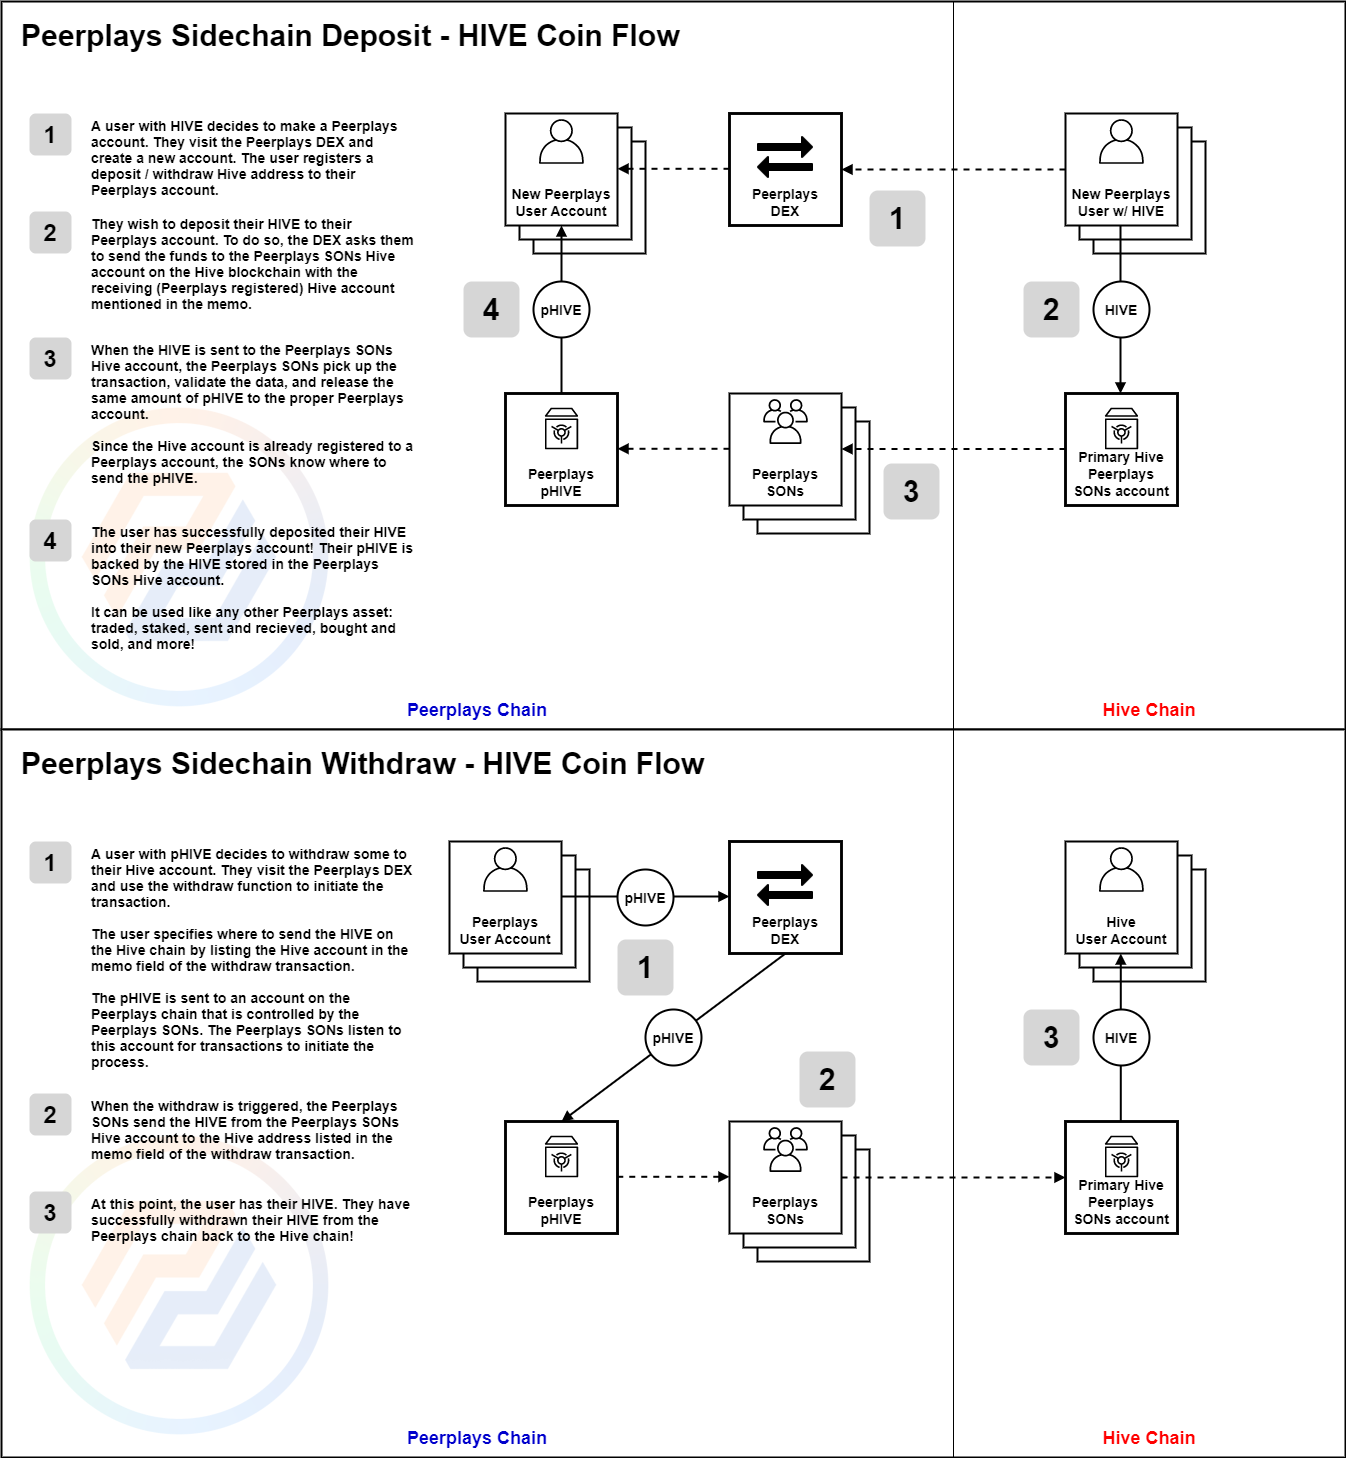 Peerplays Sidechain Deposit - HIVE Coin Flow
1
A user with HIVE decides to make a Peerplays
account. They visit the Peerplays DEX and
create a new account. The user registers a
deposit / withdraw Hive address to their
Peerplays account.
2
They wish to deposit their HIVE to their
Peerplays account. To do so, the DEX asks them
to send the funds to the Peerplays SONs Hive
account on the Hive blockchain with the
receiving (Peerplays registered) Hive account
mentioned in the memo.
3
When the HIVE is sent to the Peerplays SONs
Hive account, the Peerplays SONs pick up the
transaction, validate the data, and release the
same amount of pHIVE to the proper Peerplays
account.
Since the Hive account is already registered to a
Peerplays account, the SONs know where to
send the pHIVE.
4
The user has successfully deposited their HIVE
into their new Peerplays account! Their pHIVE is
backed by the HIVE stored in the Peerplays
SONs Hive account.
It can be used like any other Peerplays asset:
traded, staked, sent and recieved, bought and
sold, and more!
New Peerplays
User Account
Peerplays
DEX
New Peerplays
User w/ HIVE
1
4
pHIVE
2
HIVE
Peerplays
pHIVE
Peerplays
SONs
3
Primary Hive
Peerplays
SONs account
Peerplays Chain
Hive Chain
Peerplays Sidechain Withdraw - HIVE Coin Flow
1
A user with pHIVE decides to withdraw some to
their Hive account. They visit the Peerplays DEX
and use the withdraw function to initiate the
transaction.
The user specifies where to send the HIVE on
the Hive chain by listing the Hive account in the
memo field of the withdraw transaction.
The pHIVE is sent to an account on the
Peerplays chain that is controlled by the
Peerplays SONs. The Peerplays SONs listen to
this account for transactions to initiate the
process.
2
When the withdraw is triggered, the Peerplays
SONs send the HIVE from the Peerplays SONs
Hive account to the Hive address listed in the
memo field of the withdraw transaction.
3
At this point, the user has their HIVE. They have
successfully withdrawn their HIVE from the
Peerplays chain back to the Hive chain!
Peerplays
User Account
pHIVE
Peerplays
DEX
Hive
User Account
1
pHIVE
2
3
HIVE
Peerplays
pHIVE
Peerplays
SONs
Primary Hive
Peerplays
SONs account
Peerplays Chain
Hive Chain